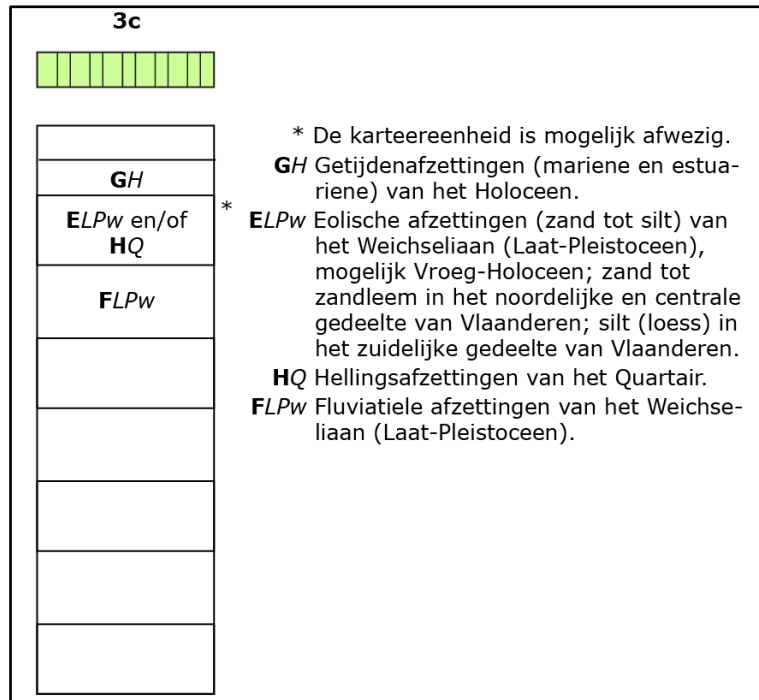 3c
GH
ELPw en/of
HQ
*
FLPw
* De karteereenheid is mogelijk afwezig.
GH Getijdenafzettingen (mariene en estua-
riene) van het Holoceen.
ELPw Eolische afzettingen (zand tot silt) van
het Weichseliaan (Laat-Pleistoceen),
mogelijk Vroeg-Holoceen; zand tot
zandleem in het noordelijke en centrale
gedeelte van Vlaanderen; silt (loess) in
het zuidelijke gedeelte van Vlaanderen.
HQ Hellingsafzettingen van het Quartair.
FLPw Fluviatiele afzettingen van het Weichse-
liaan (Laat-Pleistoceen).